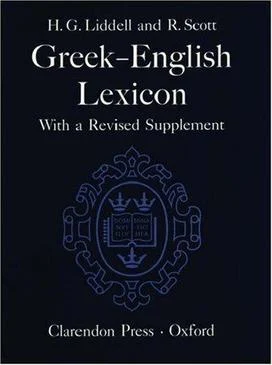 H. G. Liddell and R. Scott
Greek–English
Lexicon
With a Revised Supplement
Clarendon Press · Oxford